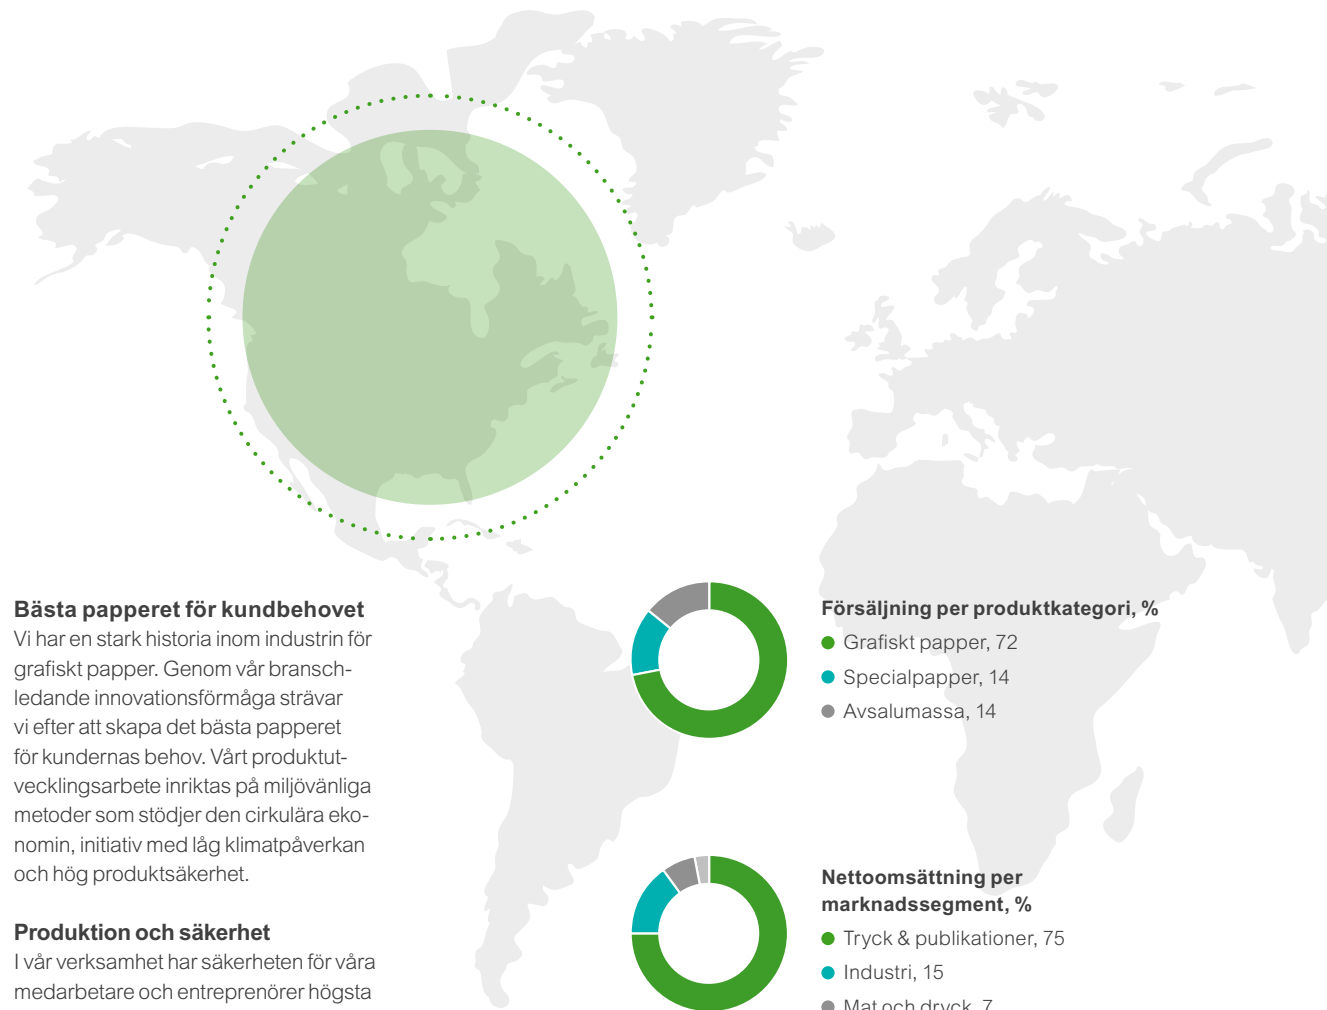 Bästa papperet för kundbehovet
Vi har en stark historia inom industrin för
grafiskt papper. Genom vår bransch-
ledande innovationsförmåga strävar
vi efter att skapa det bästa papperet
för kundernas behov. Vårt produktut-
vecklingsarbete inriktas på miljövänliga
metoder som stödjer den cirkulära eko-
nomin, initiativ med låg klimatpåverkan
och hög produktsäkerhet.
Produktion och säkerhet
I vår verksamhet har säkerheten för våra
medarbetare och entreprenörer högsta
Försäljning per produktkategori, %
Grafiskt papper, 72
Specialpapper, 14
Avsalumassa, 14
Nettoomsättning per
marknadssegment, %
Tryck & publikationer, 75
Industri, 15
Mat och dryck, 7